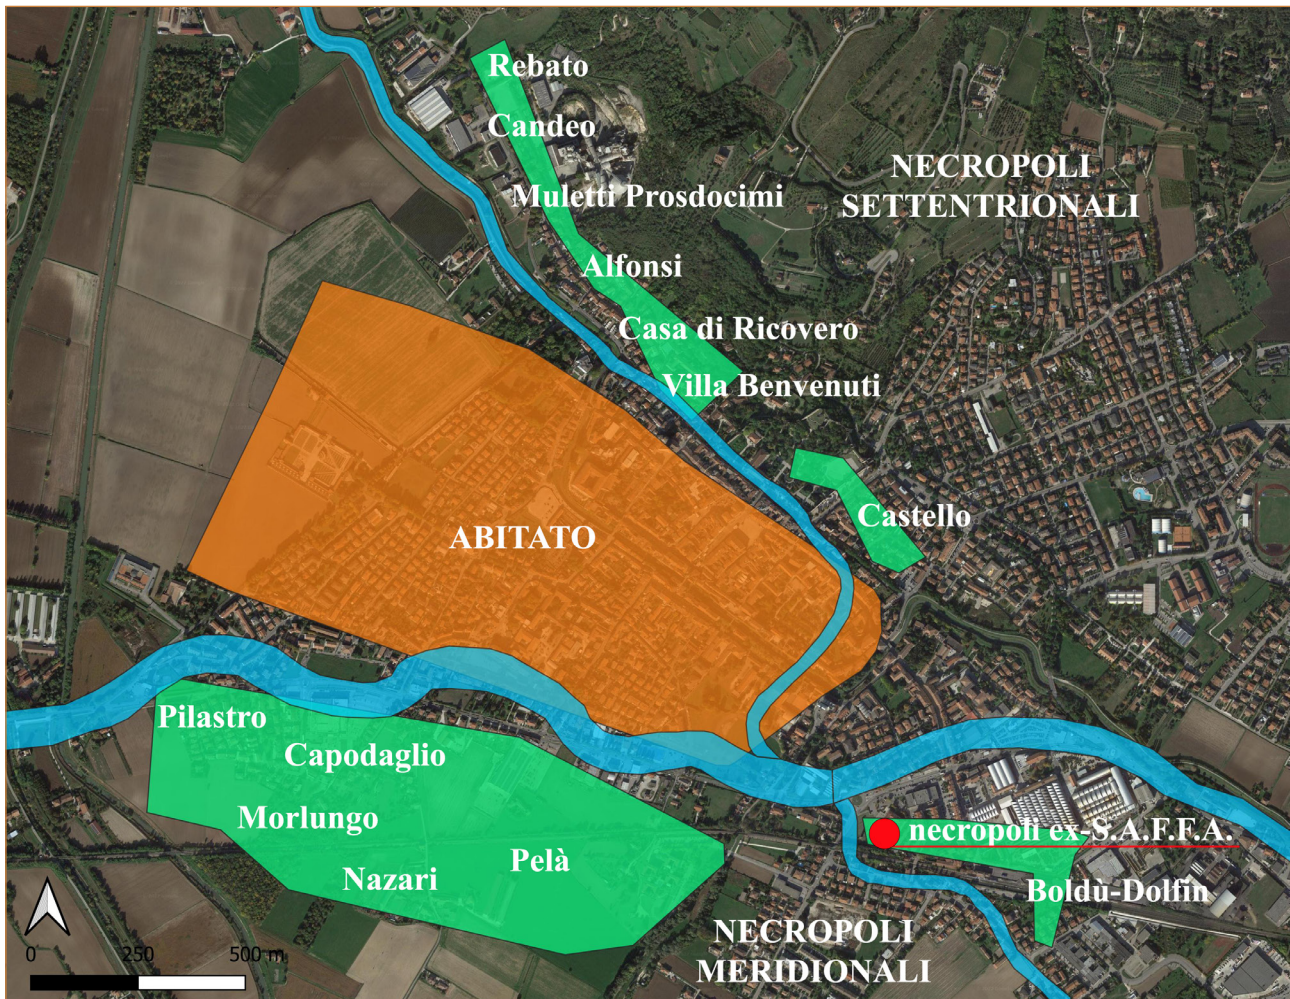 Rebato
Candeo
Muletti Prosdocimi
NECROPOLI
SETTENTRIONALI
Alfonsi
Casa di Ricovero
Villa Benvenuti
Castello
ABITATO
Pilastro
Capodaglio
Morlungo
Nazari
Pelà
necropoli ex-S.A.F.F.A.
Boldù-Dolfin
NECROPOLI
MERIDIONALI
0 250 500 m